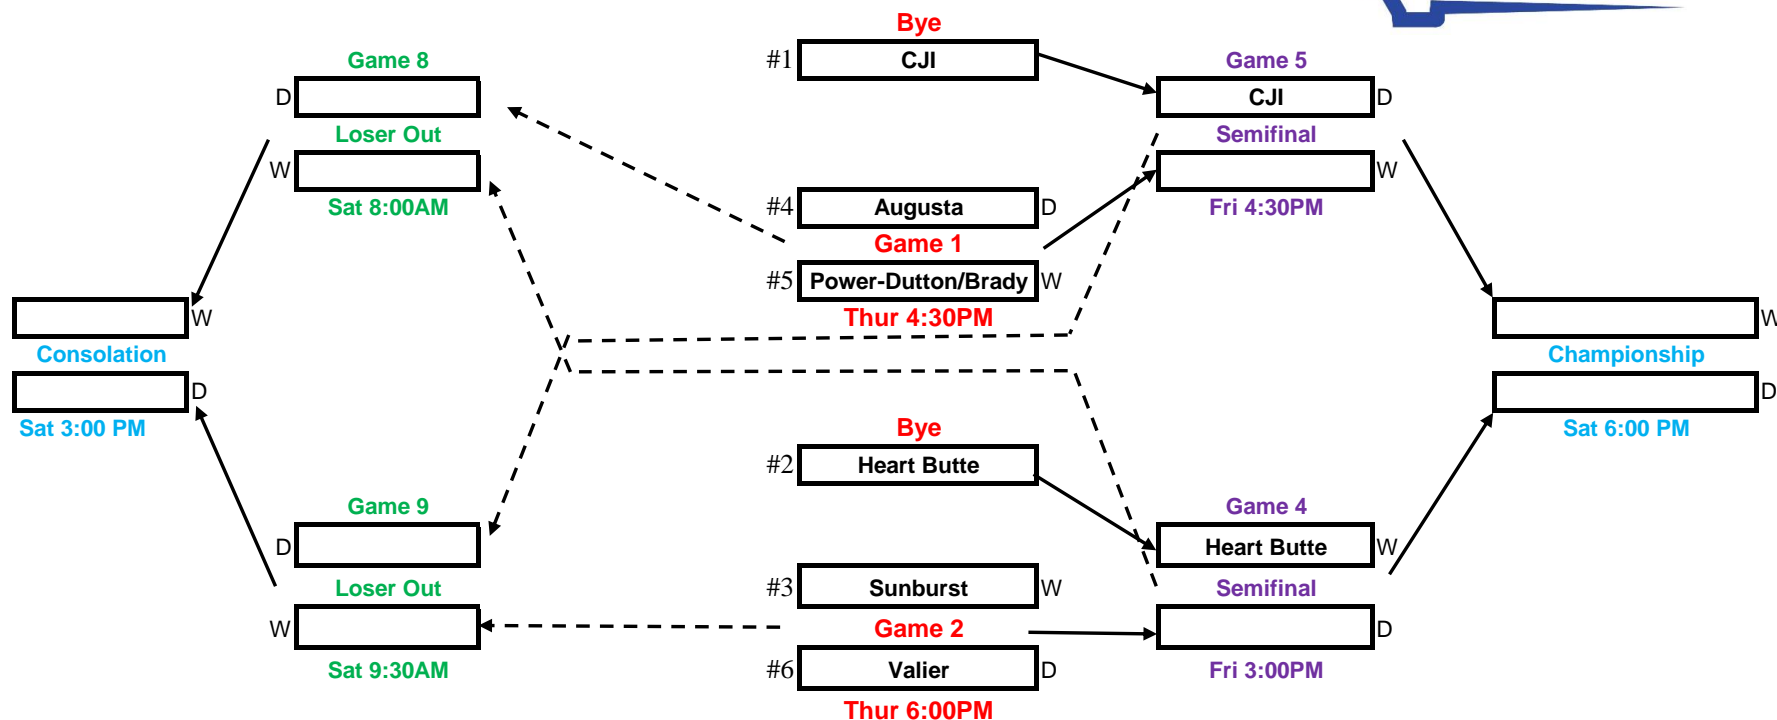 Bye
#1 CJI
Game 8
Game 5
D
CJI D
Loser Out
Semifinal
W
W
Sat 8:00AM
#4 Augusta D
Fri 4:30PM
Game 1
#5 Power-Dutton/Brady W
Thur 4:30PM
W
W
Consolation
Championship
D
D
Sat 3:00 PM
Bye
Sat 6:00 PM
#2 Heart Butte
Game 9
Game 4
D
Heart Butte W
Loser Out
#3 Sunburst W
Semifinal
W
Game 2
D
Sat 9:30AM
#6 Valier D
Fri 3:00PM
Thur 6:00PM